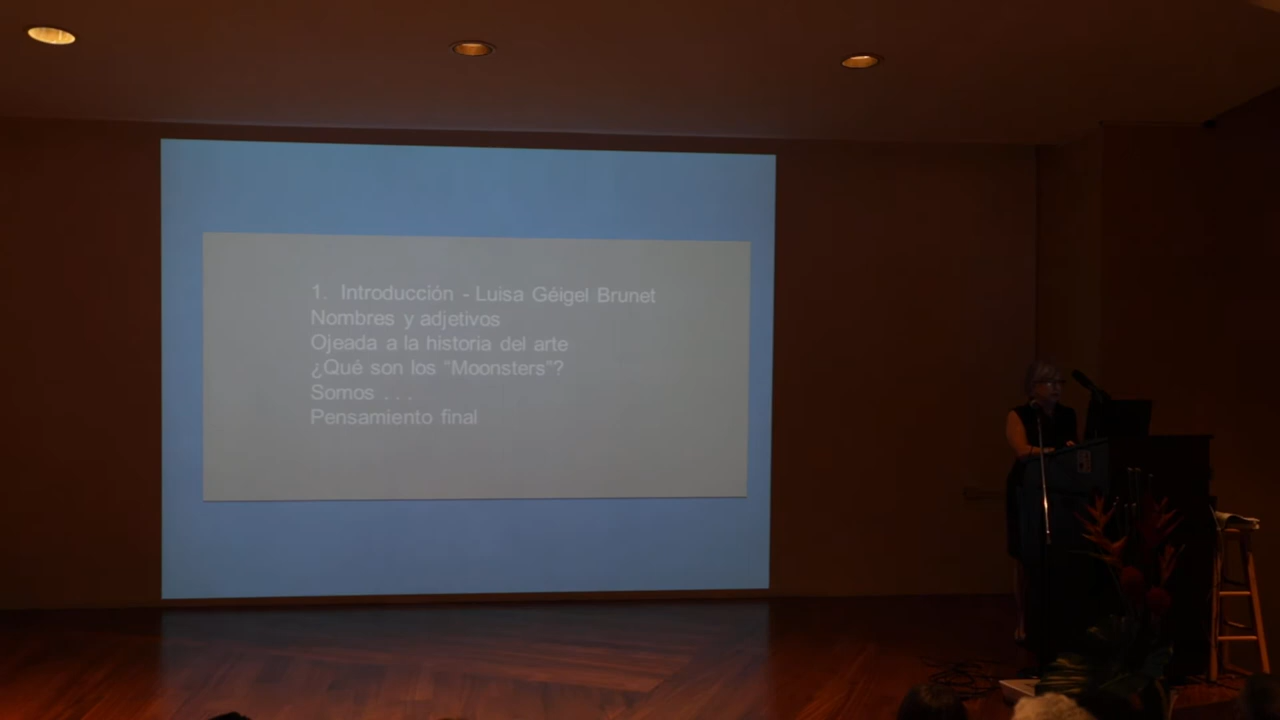 1. Introducción - Luisa Géigel Brunet
Nombres y adjetivos
Ojeada a la historia del arte
¿Qué son los "Moonsters"?
Somos . . .
Pensamiento final